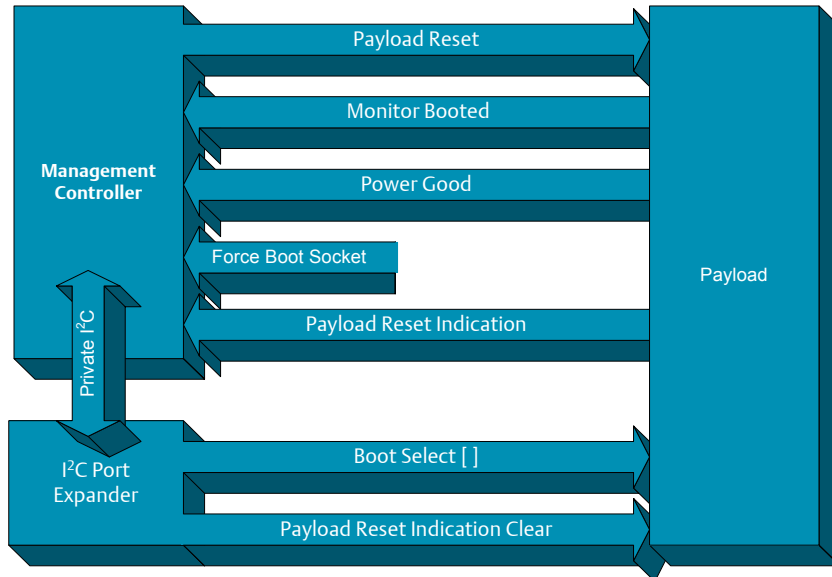 Payload Reset
Monitor Booted
Management
Controller
Power Good
Force Boot Socket
Payload
Payload Reset Indication
Private I²C
Boot Select [ ]
I²C Port
Expander
Payload Reset Indication Clear